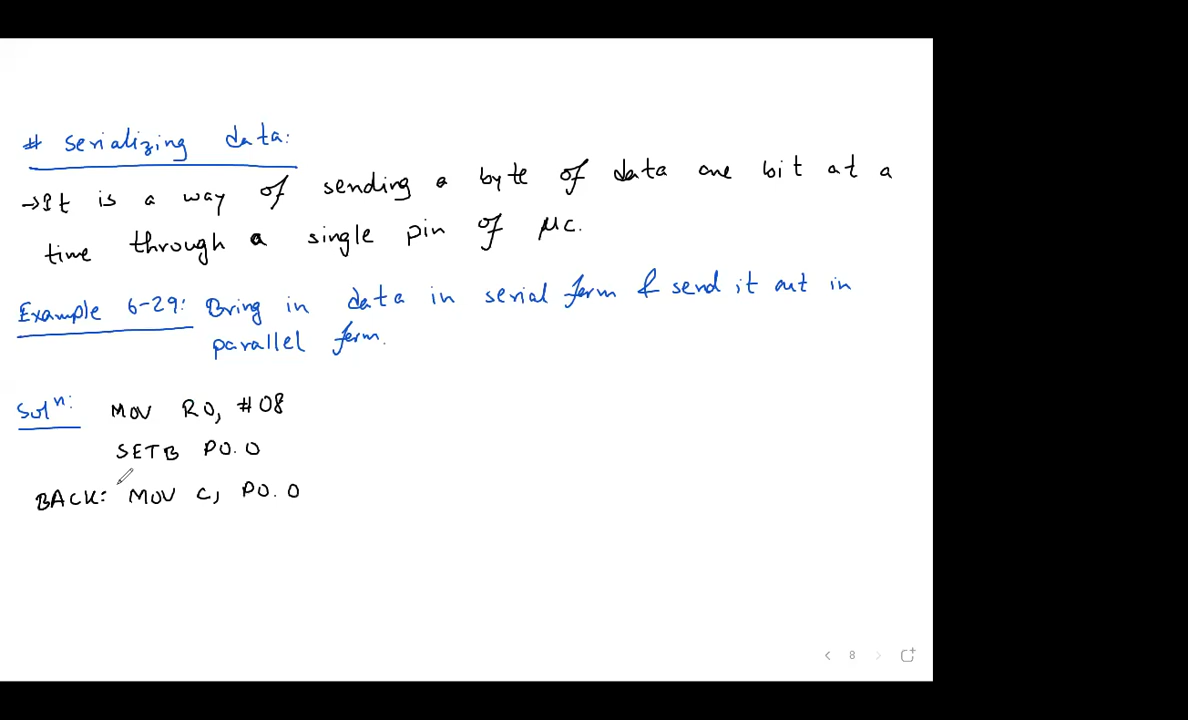 # Serializing data:
→It is a way of sending a byte of data one bit at a
time through a single pin of μc.
Example 6-29: Bring in data in serial form & send it out in
parallel form.
Solⁿ: MOV R0, #08
SETB P0.0
BACK: MOV C, P0.0
8